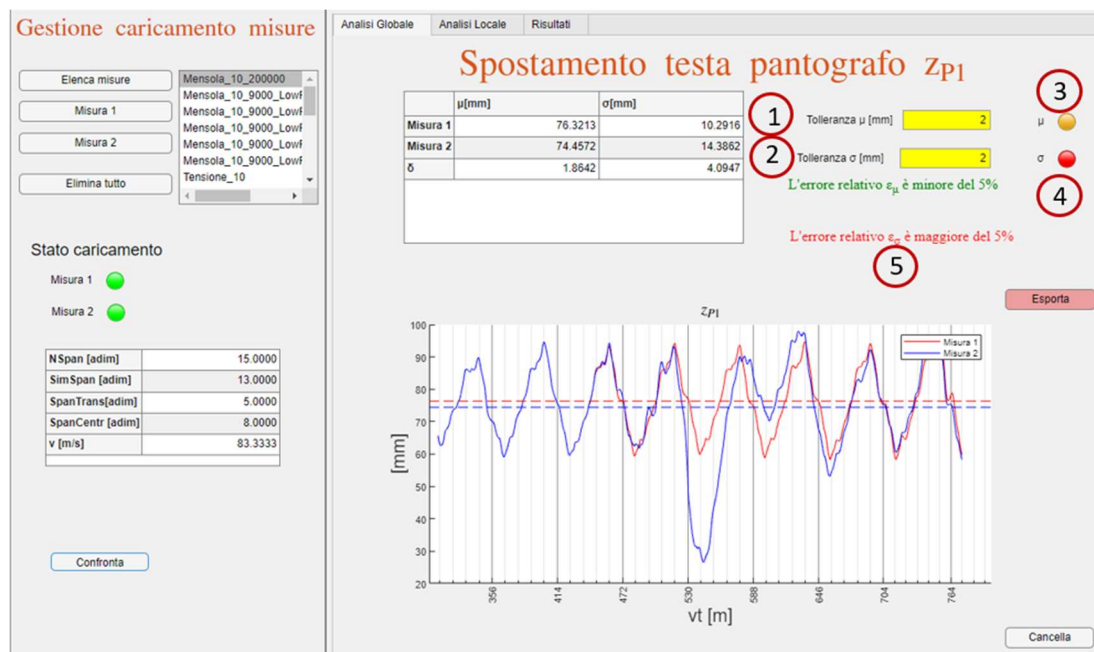 Gestione caricamento misure
Elenca misure
Misura 1
Misura 2
Elimina tutto
Mensola_10_200000
Mensola_10_9000_LowF
Mensola_10_9000_LowF
Mensola_10_9000_LowF
Mensola_10_9000_LowF
Mensola_10_9000_LowF
Tensione_10
Stato caricamento
Misura 1
Misura 2
NSpan [adim] 15.0000
SimSpan [adim] 13.0000
SpanTrans[adim] 5.0000
SpanCentr [adim] 8.0000
v [m/s] 83.3333
Confronta
Analisi Globale Analisi Locale Risultati
Spostamento testa pantografo zP1
μ[mm] σ[mm]
Misura 1 76.3213 10.2916
Misura 2 74.4572 14.3862
δ 1.8642 4.0947
1 Tolleranza μ [mm] 2 μ 3
2 Tolleranza σ [mm] 2 σ 4
L'errore relativo εμ è minore del 5%
L'errore relativo εσ è maggiore del 5%
5
Esporta
zP1
Misura 1
Misura 2
[mm]
100
90
80
70
60
50
40
30
20
356 414 472 530 588 646 704 764
vt [m]
Cancella